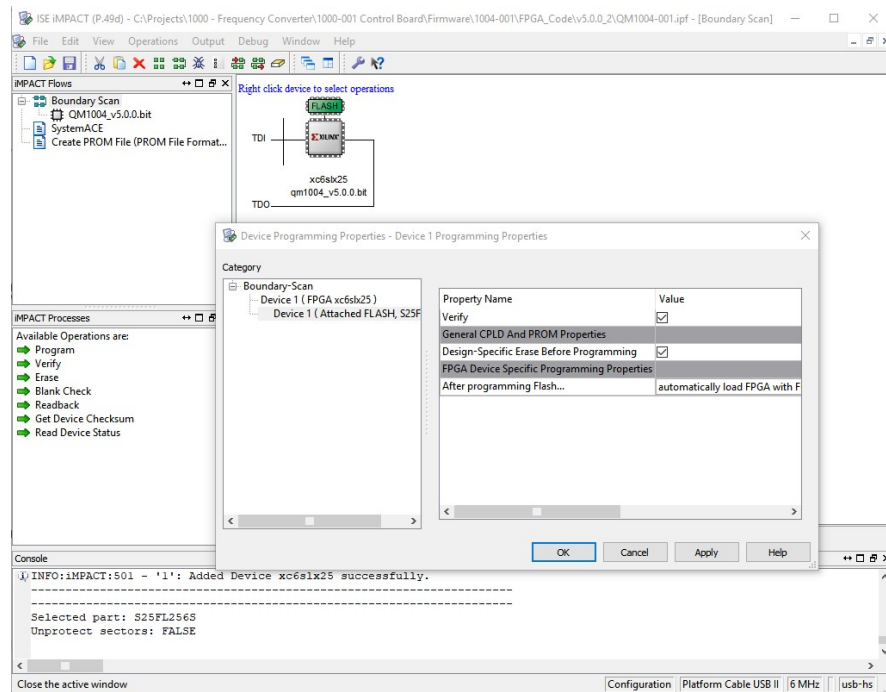 ISE iMPACT (P.49d) - C:\Projects\1000 - Frequency Converter\1000-001 Control Board\Firmware\1004-001\FPGA_Code\v5.0.0_2\QM1004-001.ipf - [Boundary Scan]
File Edit View Operations Output Debug Window Help
iMPACT Flows
Boundary Scan
QM1004_v5.0.0.bit
SystemACE
Create PROM File (PROM File Format...
Right click device to select operations
FLASH
TDI
XILINX
xc6slx25
qm1004_v5.0.0.bit
TDO
iMPACT Processes
Available Operations are:
Program
Verify
Erase
Blank Check
Readback
Get Device Checksum
Read Device Status
Device Programming Properties - Device 1 Programming Properties
Category
Boundary-Scan
Device 1 ( FPGA xc6slx25 )
Device 1 ( Attached FLASH, S25F
Property Name Value
Verify
General CPLD And PROM Properties
Design-Specific Erase Before Programming
FPGA Device Specific Programming Properties
After programming Flash... automatically load FPGA with F
OK Cancel Apply Help
Console
INFO:iMPACT:501 - '1': Added Device xc6slx25 successfully.
----------------------------------------------------------------------
----------------------------------------------------------------------
Selected part: S25FL256S
Unprotect sectors: FALSE
Close the active window
Configuration Platform Cable USB II 6 MHz usb-hs